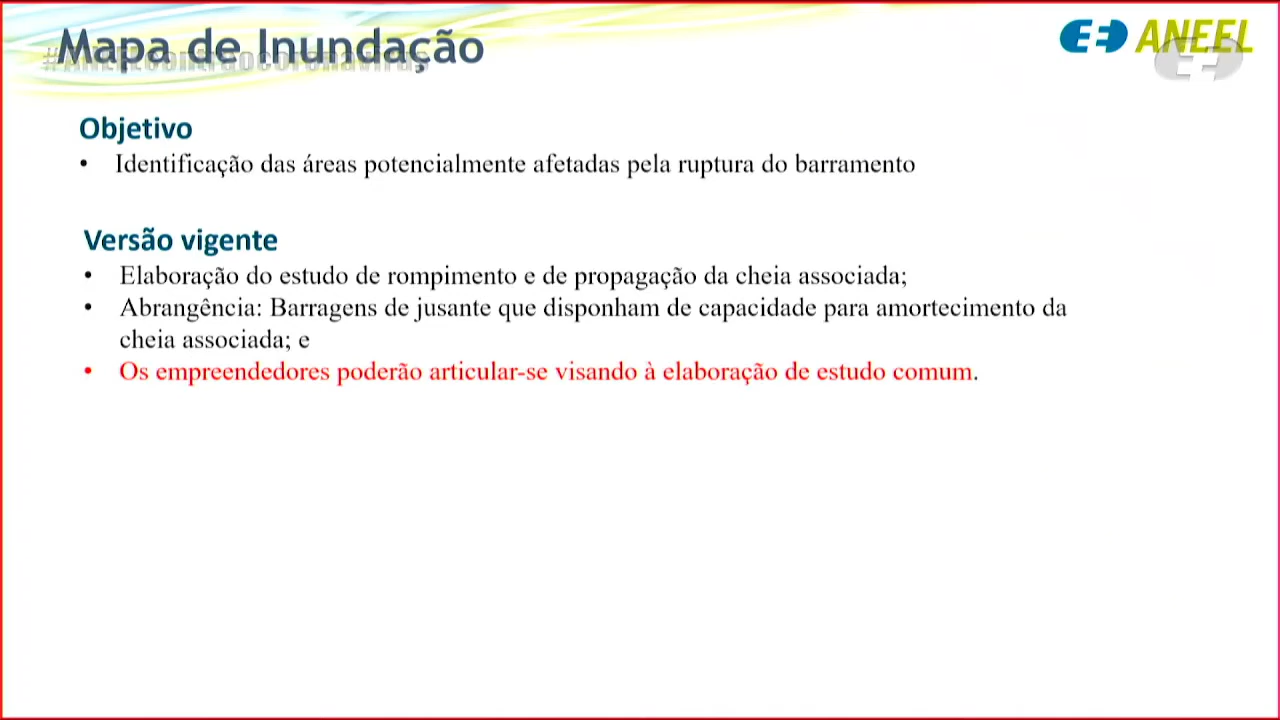 Mapa de Inundação
#ANEELcontraocoronavírus
ANEEL
Objetivo
• Identificação das áreas potencialmente afetadas pela ruptura do barramento
Versão vigente
• Elaboração do estudo de rompimento e de propagação da cheia associada;
• Abrangência: Barragens de jusante que disponham de capacidade para amortecimento da
cheia associada; e
• Os empreendedores poderão articular-se visando à elaboração de estudo comum.